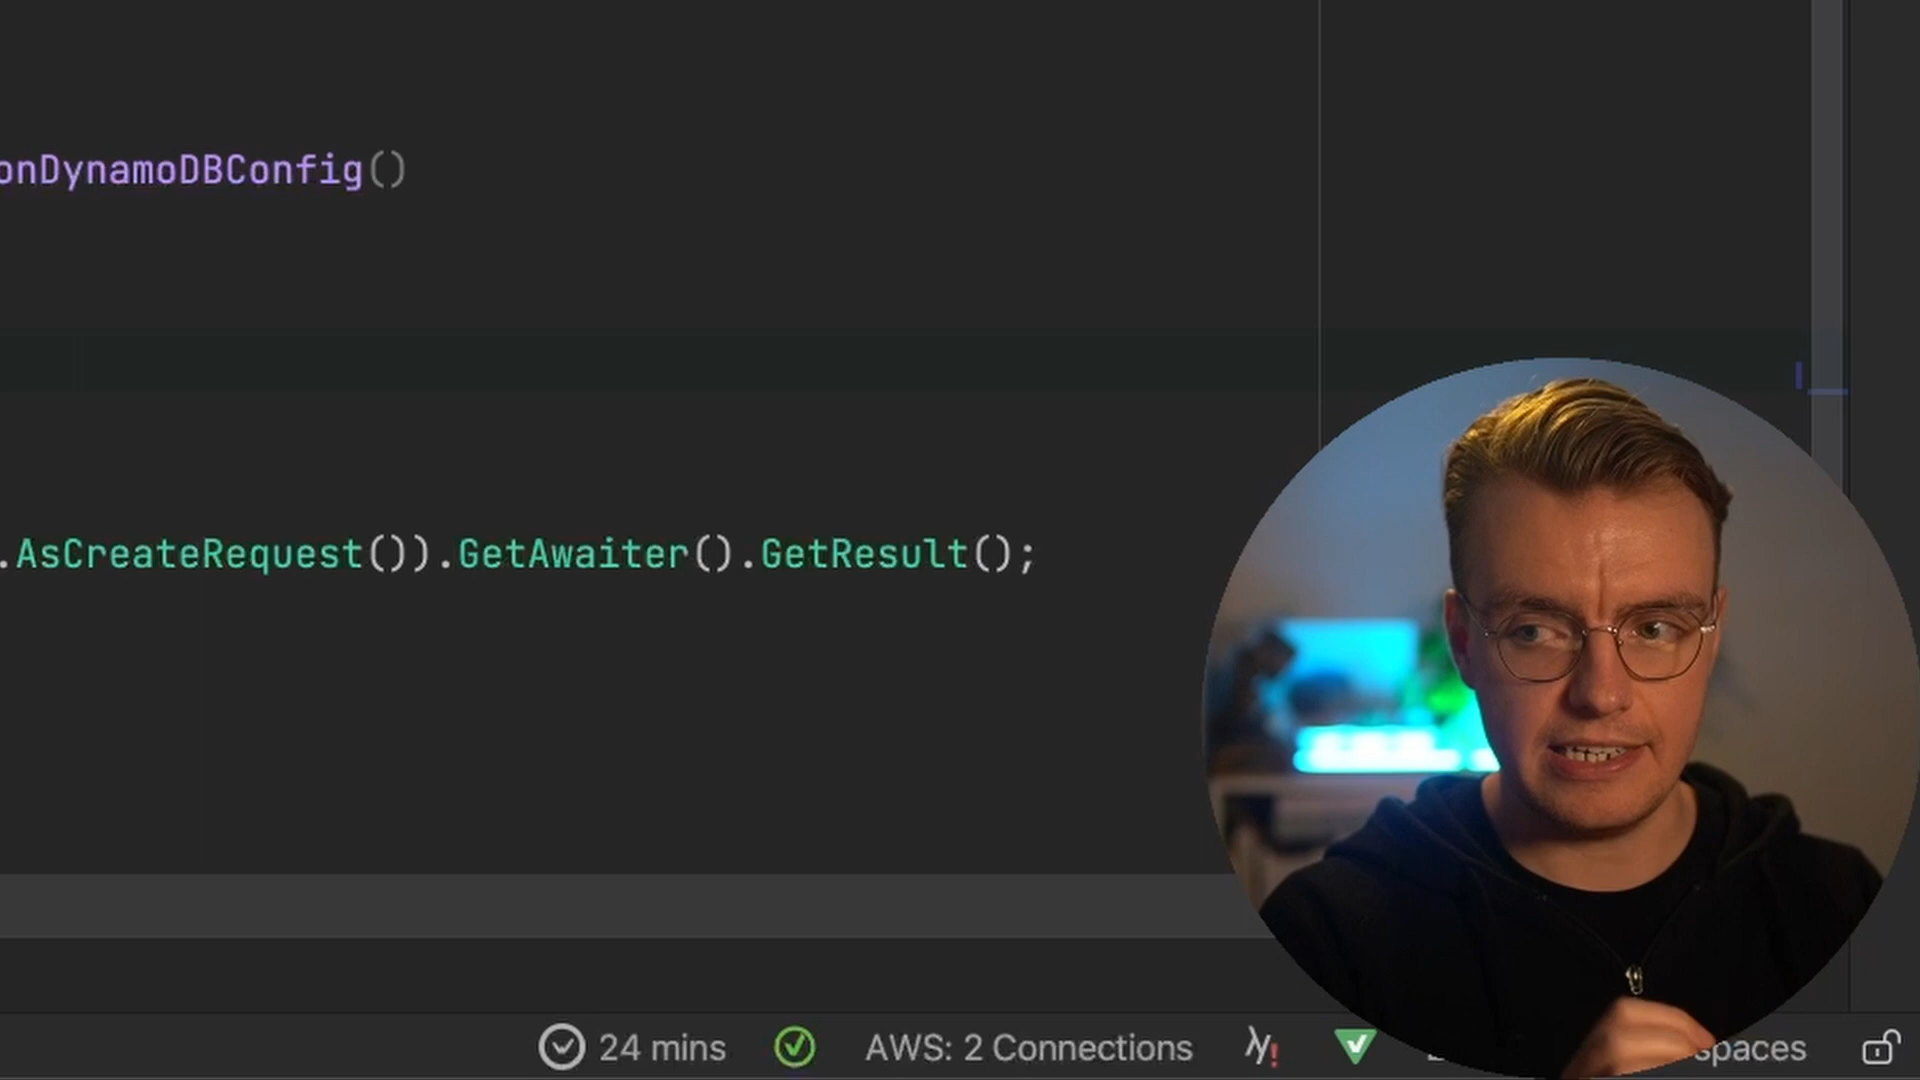 onDynamoDBConfig()
.AsCreateRequest()).GetAwaiter().GetResult();
24 mins AWS: 2 Connections spaces